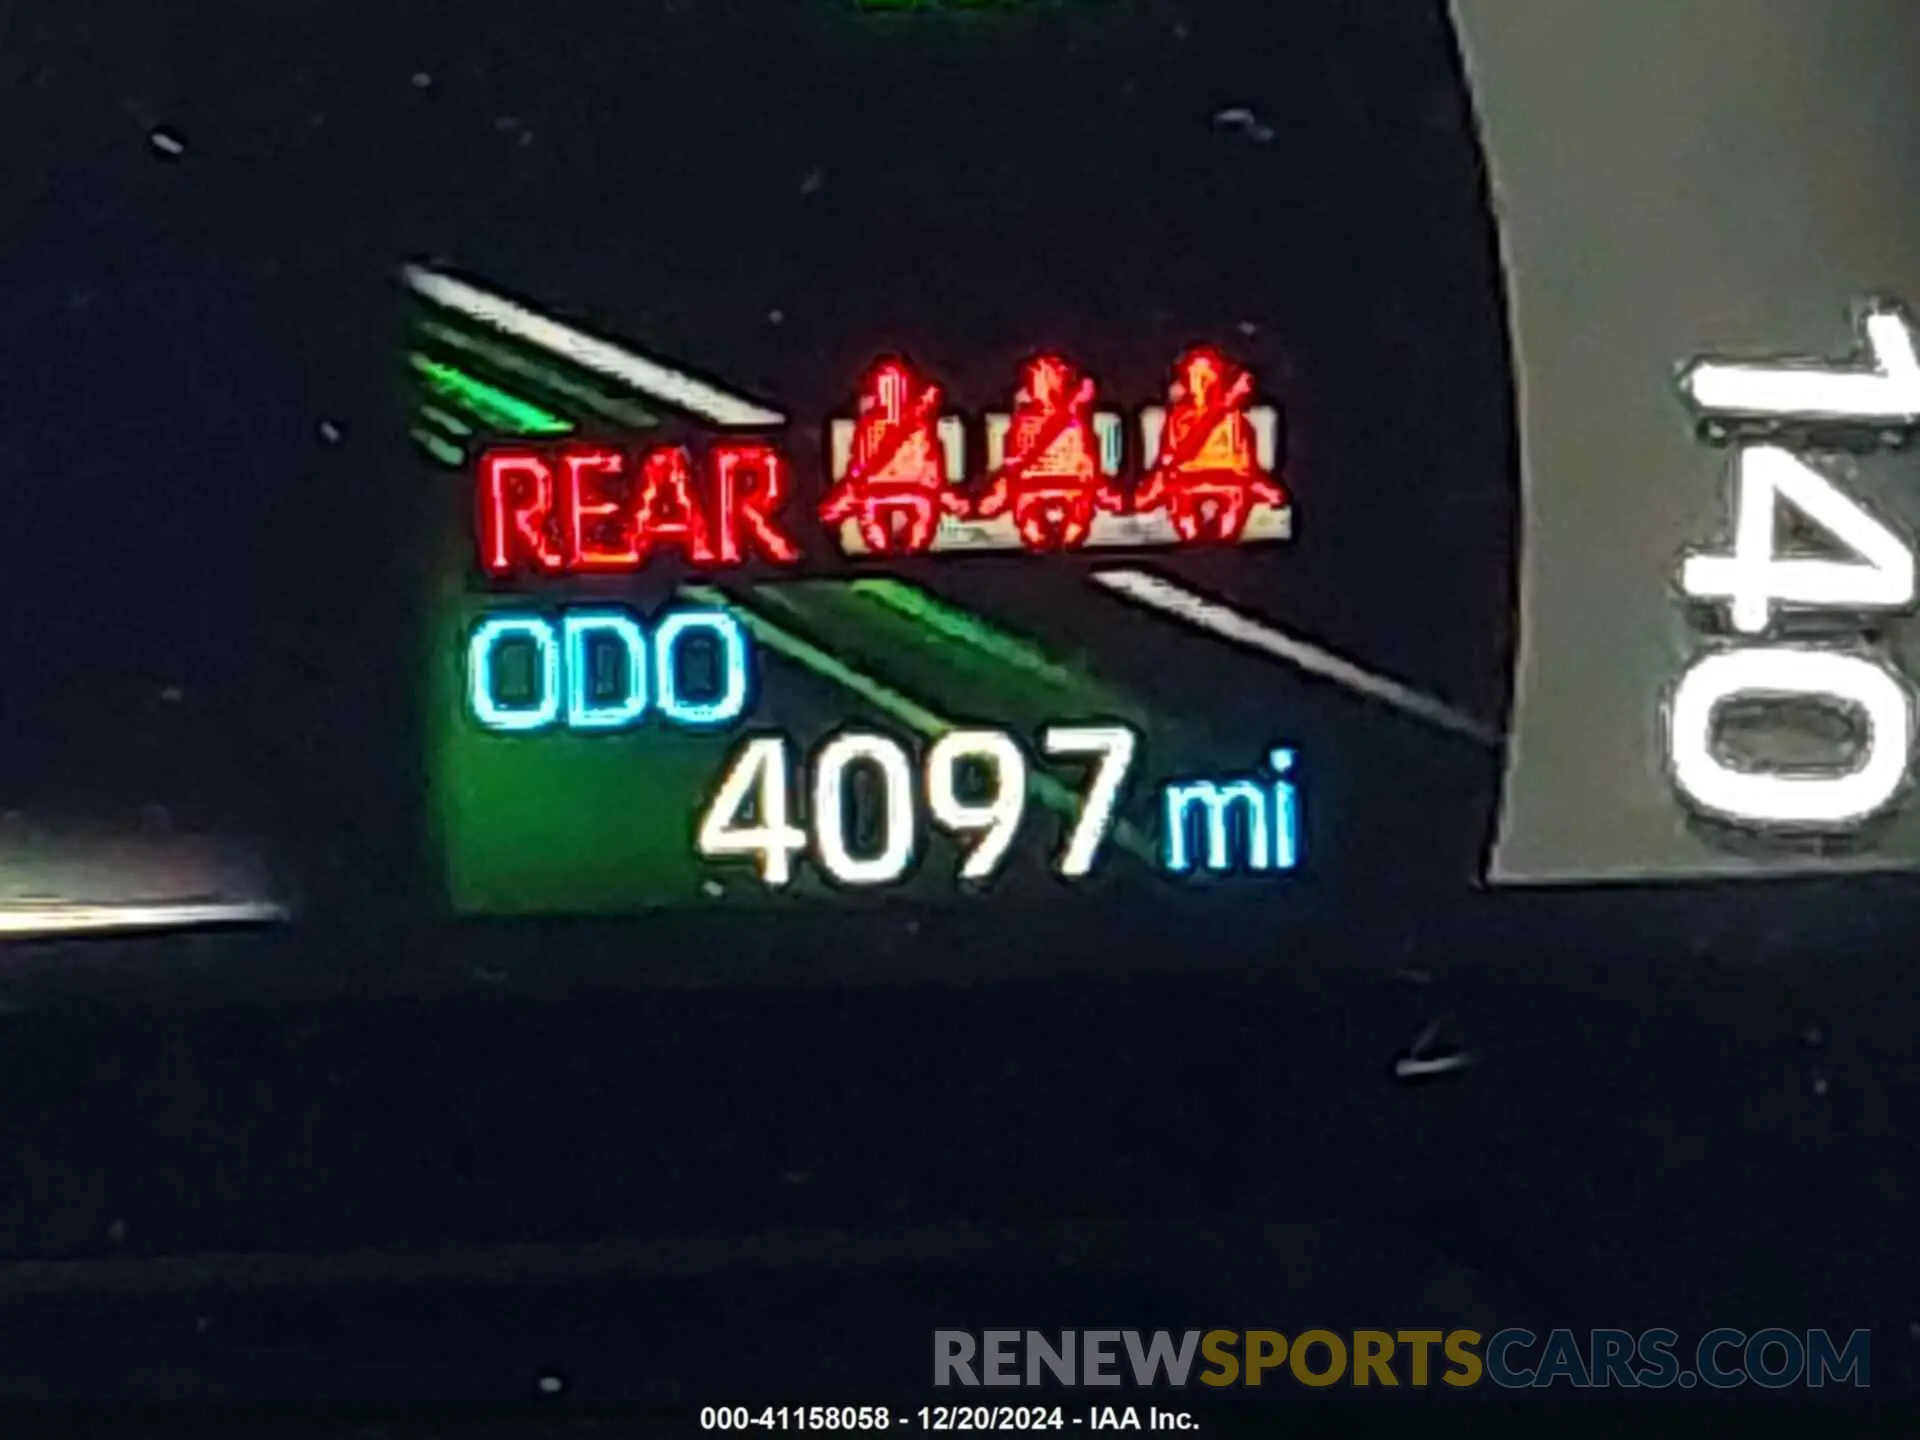 REAR
ODO
4097 mi
140
RENEWSPORTSCARS.COM
000-41158058 - 12/20/2024 - IAA Inc.